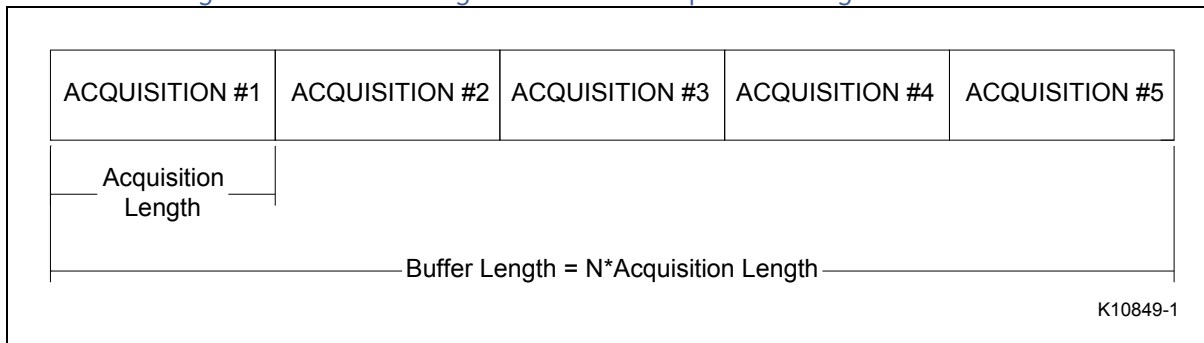 ACQUISITION #1 ACQUISITION #2 ACQUISITION #3 ACQUISITION #4 ACQUISITION #5
Acquisition
Length
Buffer Length = N*Acquisition Length
K10849-1